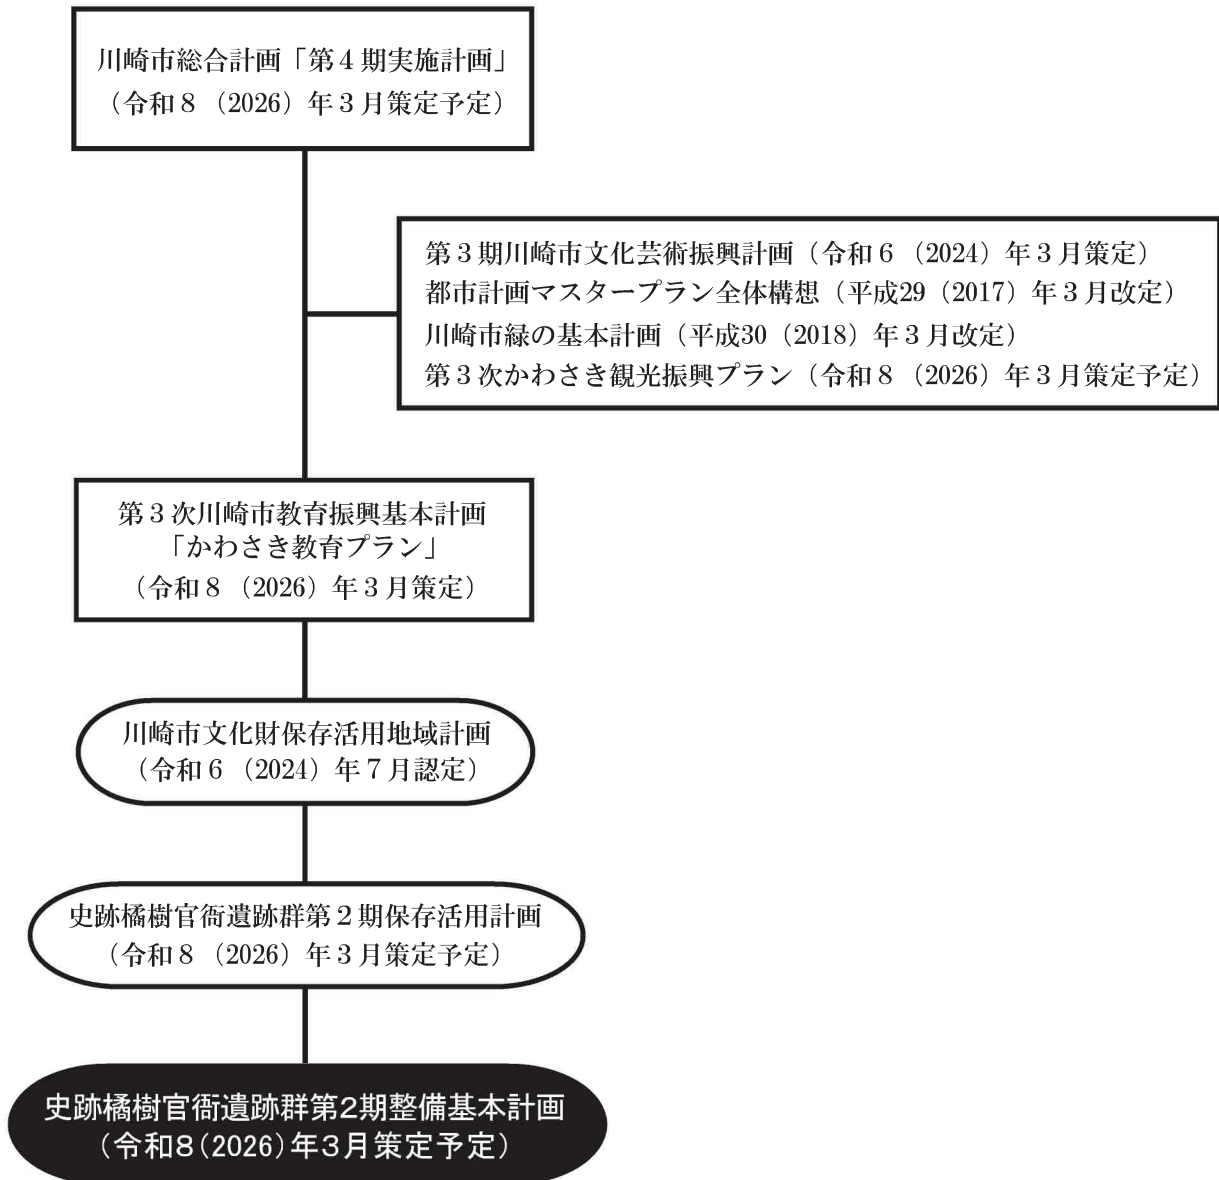 川崎市総合計画「第４期実施計画」
（令和８（2026）年３月策定予定）
第３期川崎市文化芸術振興計画（令和６（2024）年３月策定）
都市計画マスタープラン全体構想（平成29（2017）年３月改定）
川崎市緑の基本計画（平成30（2018）年３月改定）
第３次かわさき観光振興プラン（令和８（2026）年３月策定予定）
第３次川崎市教育振興基本計画
「かわさき教育プラン」
（令和８（2026）年３月策定）
川崎市文化財保存活用地域計画
（令和６（2024）年７月認定）
史跡橘樹官衙遺跡群第２期保存活用計画
（令和８（2026）年３月策定予定）
史跡橘樹官衙遺跡群第2期整備基本計画
（令和8（2026）年3月策定予定）